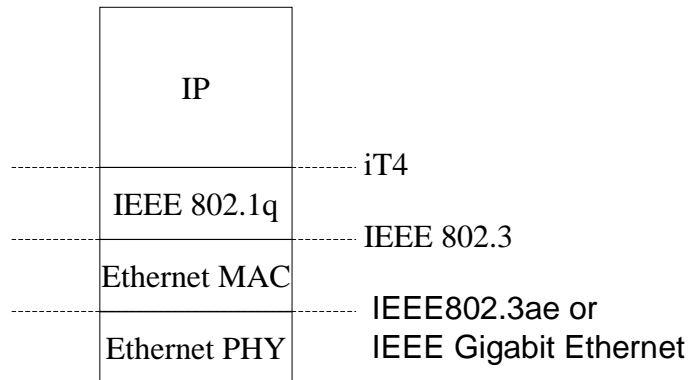 IP
iT4
IEEE 802.1q
IEEE 802.3
Ethernet MAC
IEEE802.3ae or
IEEE Gigabit Ethernet
Ethernet PHY